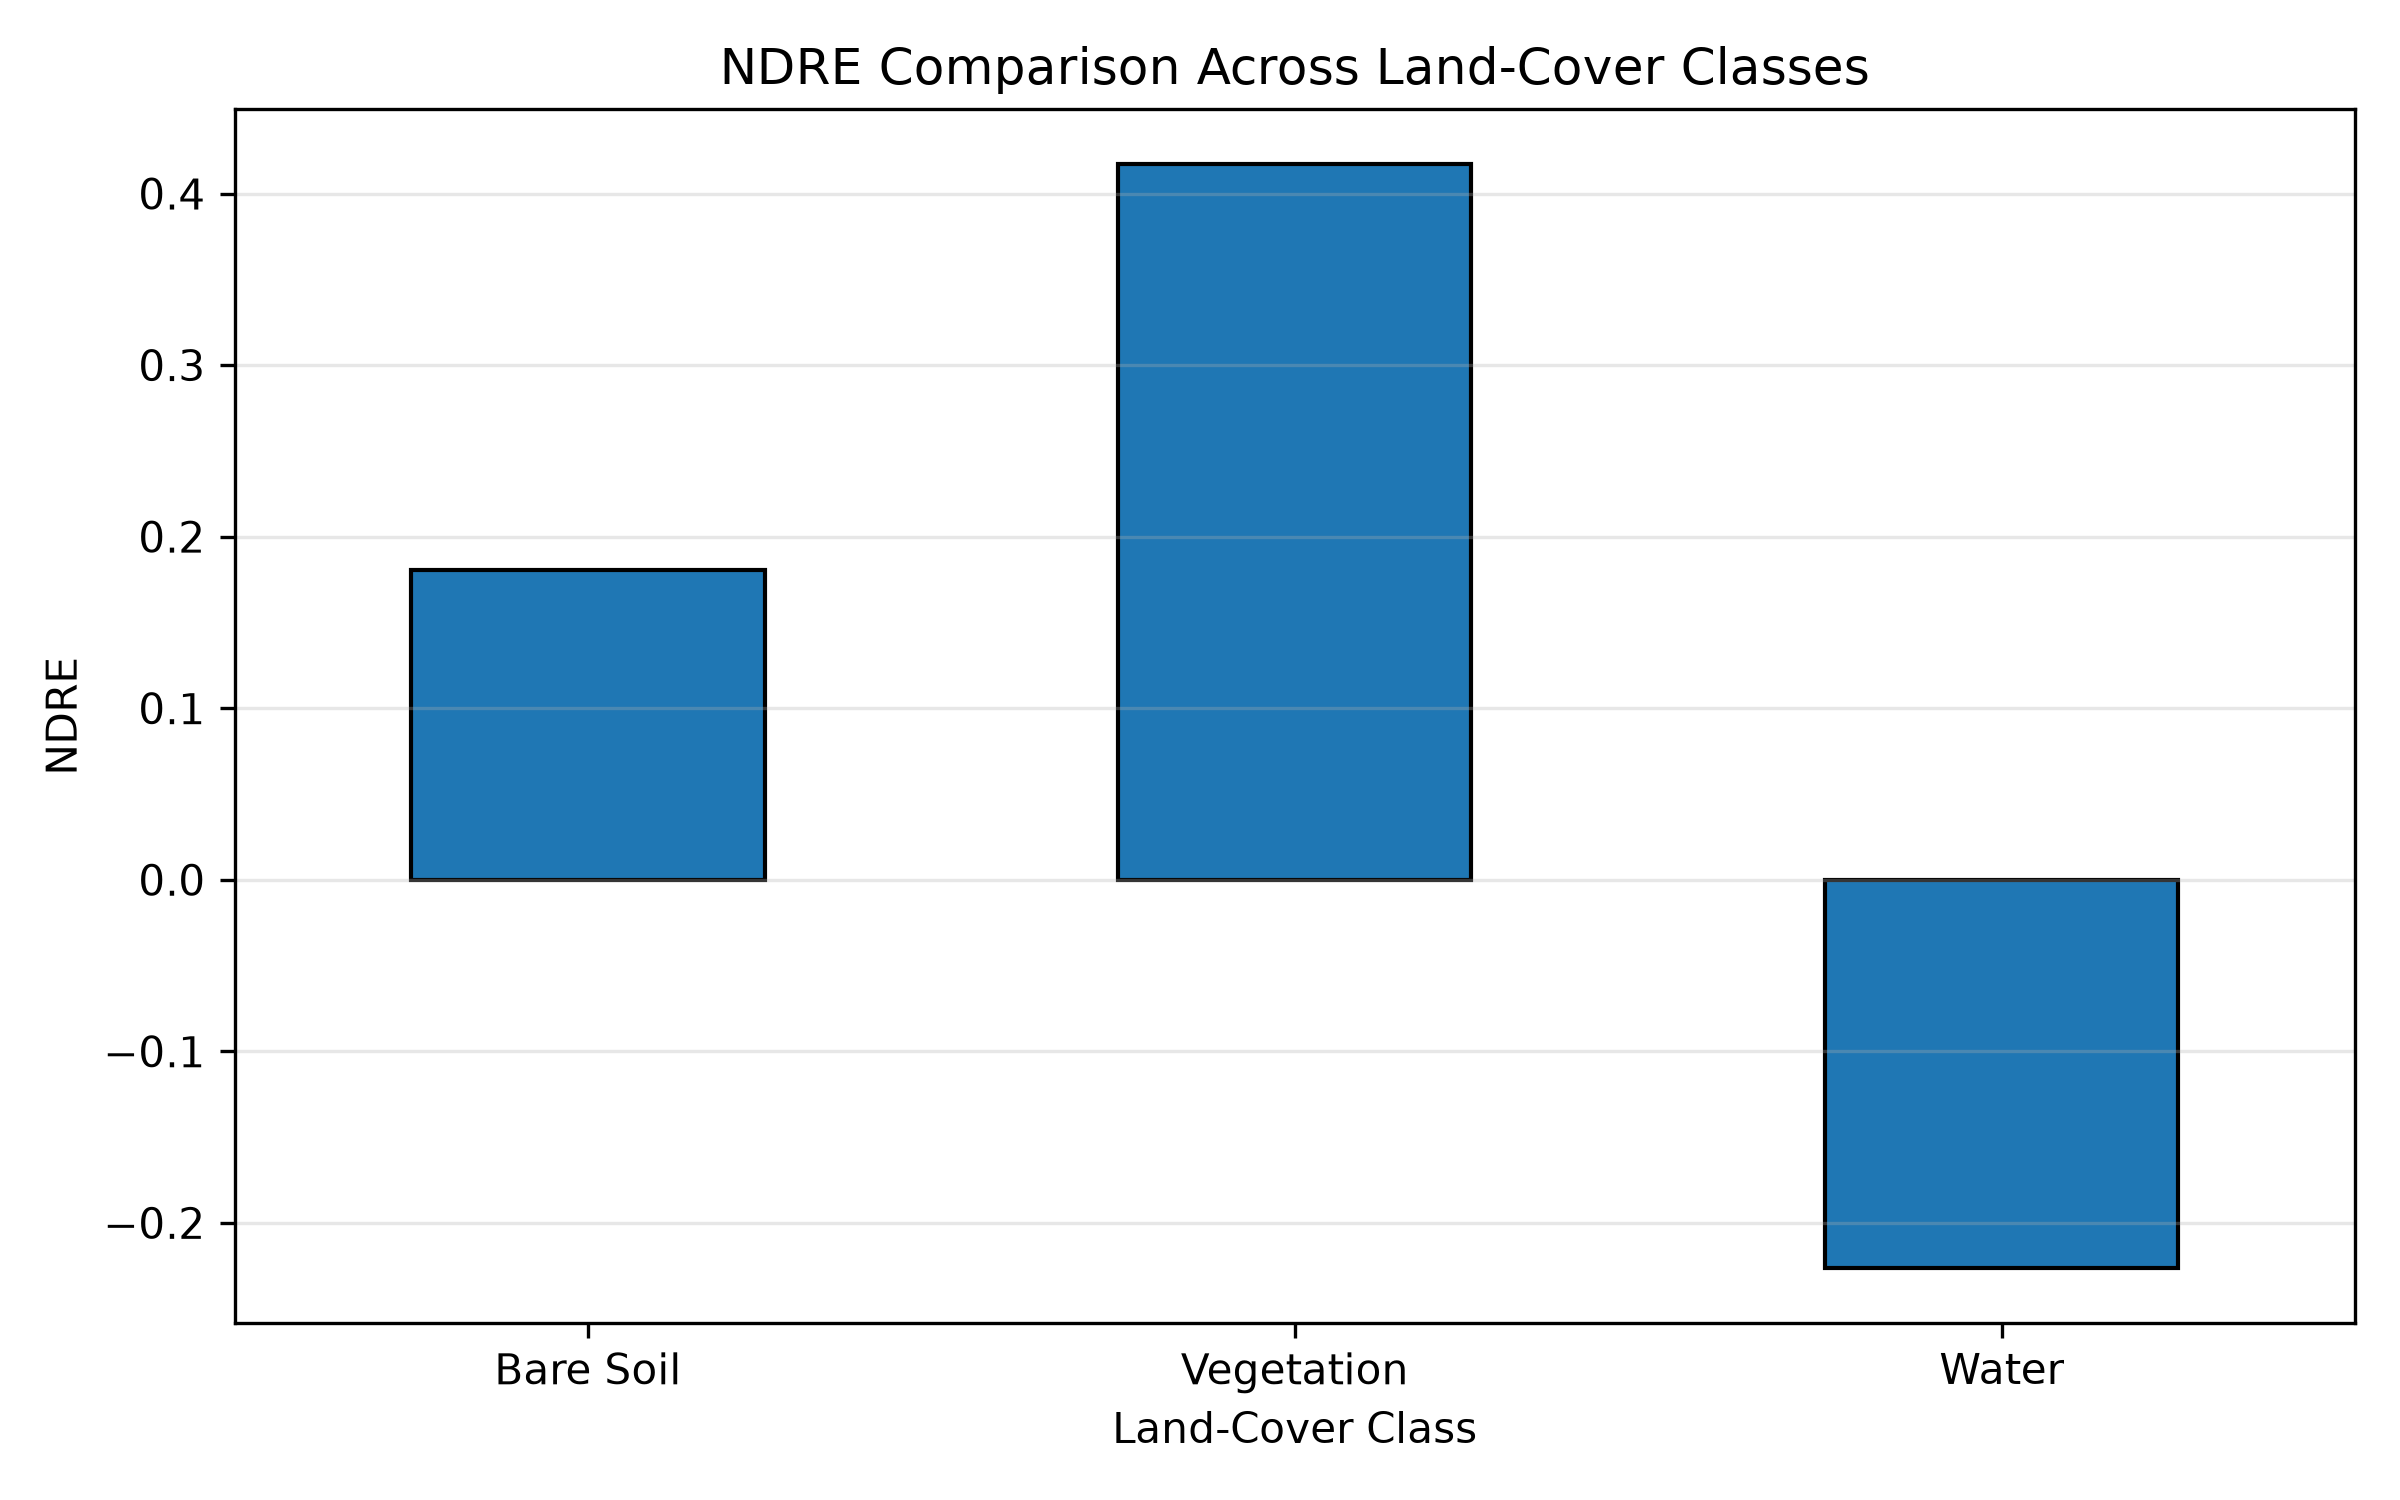 NDRE Comparison Across Land-Cover Classes
NDRE
0.4
0.3
0.2
0.1
0.0
−0.1
−0.2
Bare Soil Vegetation Water
Land-Cover Class